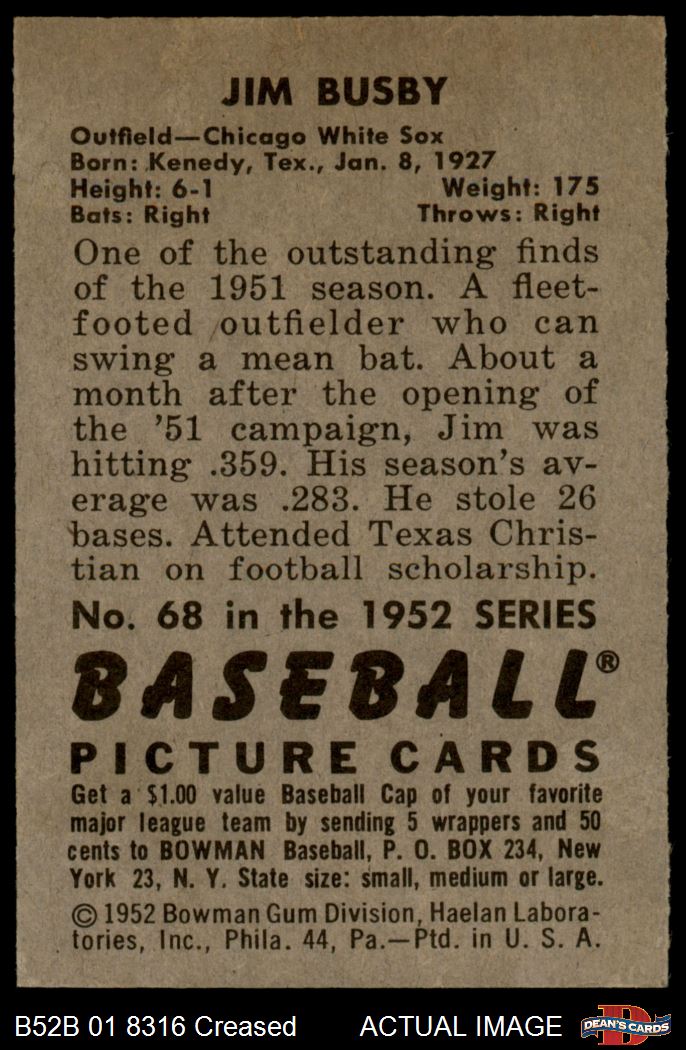 JIM BUSBY
Outfield—Chicago White Sox
Born: Kenedy, Tex., Jan. 8, 1927
Height: 6-1 Weight: 175
Bats: Right Throws: Right
One of the outstanding finds
of the 1951 season. A fleet-
footed outfielder who can
swing a mean bat. About a
month after the opening of
the '51 campaign, Jim was
hitting .359. His season's av-
erage was .283. He stole 26
bases. Attended Texas Chris-
tian on football scholarship.
No. 68 in the 1952 SERIES
BASEBALL®
PICTURE CARDS
Get a $1.00 value Baseball Cap of your favorite
major league team by sending 5 wrappers and 50
cents to BOWMAN Baseball, P. O. BOX 234, New
York 23, N. Y. State size: small, medium or large.
© 1952 Bowman Gum Division, Haelan Labora-
tories, Inc., Phila. 44, Pa.—Ptd. in U. S. A.
B52B 01 8316 Creased ACTUAL IMAGE DEAN'S CARDS